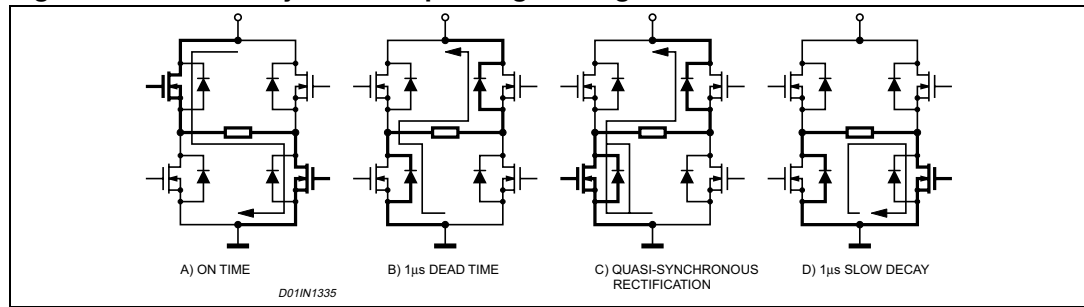 A) ON TIME
B) 1μs DEAD TIME
C) QUASI-SYNCHRONOUS
RECTIFICATION
D) 1μs SLOW DECAY
D01IN1335